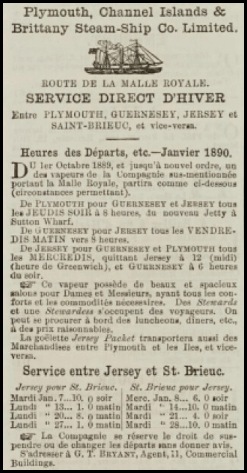 Plymouth, Channel Islands &
Brittany Steam-Ship Co. Limited.
ROUTE DE LA MALLE ROYALE.
SERVICE DIRECT D'HIVER
Entre PLYMOUTH, GUERNESEY, JERSEY et
SAINT-BRIEUC, et vice-versa.
Heures des Départs, etc.—Janvier 1890.
DU 1er Octobre 1889, et jusqu'à nouvel ordre, un
des vapeurs de la Compagnie sus-mentionnée
portant la Malle Royale, partira comme ci-dessous
(circonstances permettant).
De PLYMOUTH pour GUERNESEY et JERSEY tous
les JEUDIS SOIR à 8 heures, du nouveau Jetty à
Sutton Wharf.
De GUERNESEY pour JERSEY tous les VENDRE-
DIS MATIN vers 8 heures.
De JERSEY pour GUERNESEY et PLYMOUTH tous
les MERCREDIS, quittant JERSEY à 12 (midi)
(heure de Greenwich), et GUERNESEY à 6 heures
du soir.
☞ Ce vapeur possède de beaux et spacieux
salons pour Dames et Messieurs, ayant tous les con-
forts et les commodités nécessaires. Des Stewards
et une Stewardess s'occupent des voyageurs. On
peut se procurer à bord des luncheons, dîners, etc.,
à des prix raisonnables.
La goëlette Jersey Packet transportera aussi des
Marchandises entre Plymouth et les Iles, et vice-
versa.
Service entre Jersey et St. Brieuc.
Jersey pour St. Brieuc. St. Brieuc pour Jersey.
Mardi Jan. 7...10. 0 soir Merc. Jan. 8... 6. 0 soir
Lundi „ 13... 1. 0 matin Mardi „ 14...10. 0 matin
Lundi „ 20... 8. 0 matin Mardi „ 21... 4. 0 soir
Lundi „ 27... 1. 0 matin Mardi „ 28...10. 0 matin
☞ La Compagnie se réserve le droit de sus-
pendre ou de changer les départs sans donner avis.
S'adresser à G. T. BRYANT, Agent, 11, Commercial
Buildings.